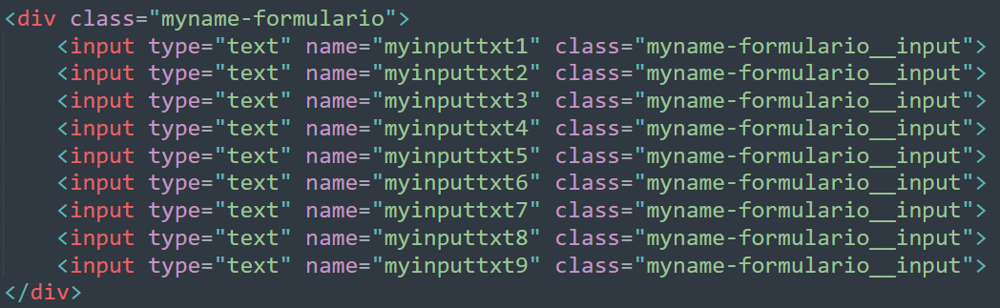 <div class="myname-formulario">
    <input type="text" name="myinputtxt1" class="myname-formulario__input">
    <input type="text" name="myinputtxt2" class="myname-formulario__input">
    <input type="text" name="myinputtxt3" class="myname-formulario__input">
    <input type="text" name="myinputtxt4" class="myname-formulario__input">
    <input type="text" name="myinputtxt5" class="myname-formulario__input">
    <input type="text" name="myinputtxt6" class="myname-formulario__input">
    <input type="text" name="myinputtxt7" class="myname-formulario__input">
    <input type="text" name="myinputtxt8" class="myname-formulario__input">
    <input type="text" name="myinputtxt9" class="myname-formulario__input">
</div>